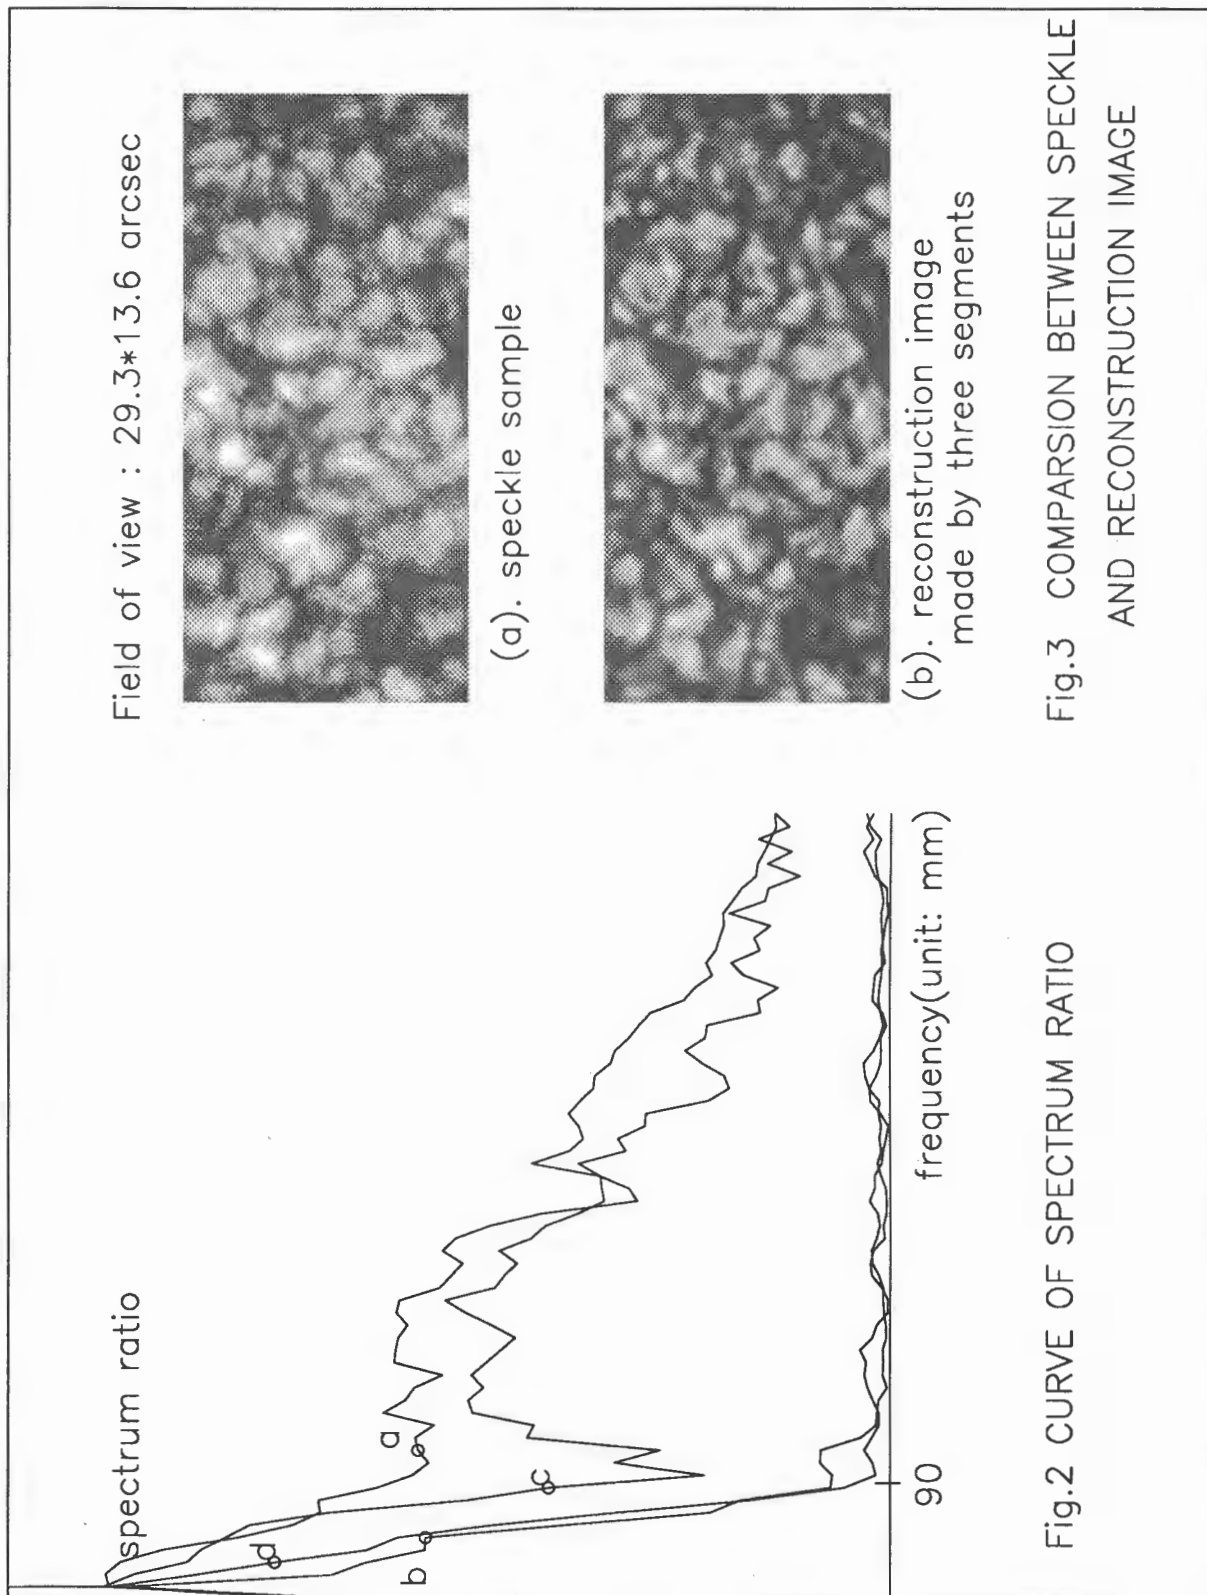 spectrum ratio
a
b
c
d
90
frequency(unit: mm)
Fig.2 CURVE OF SPECTRUM RATIO
Field of view : 29.3*13.6 arcsec
(a). speckle sample
(b). reconstruction image
made by three segments
Fig.3 COMPARSION BETWEEN SPECKLE
AND RECONSTRUCTION IMAGE